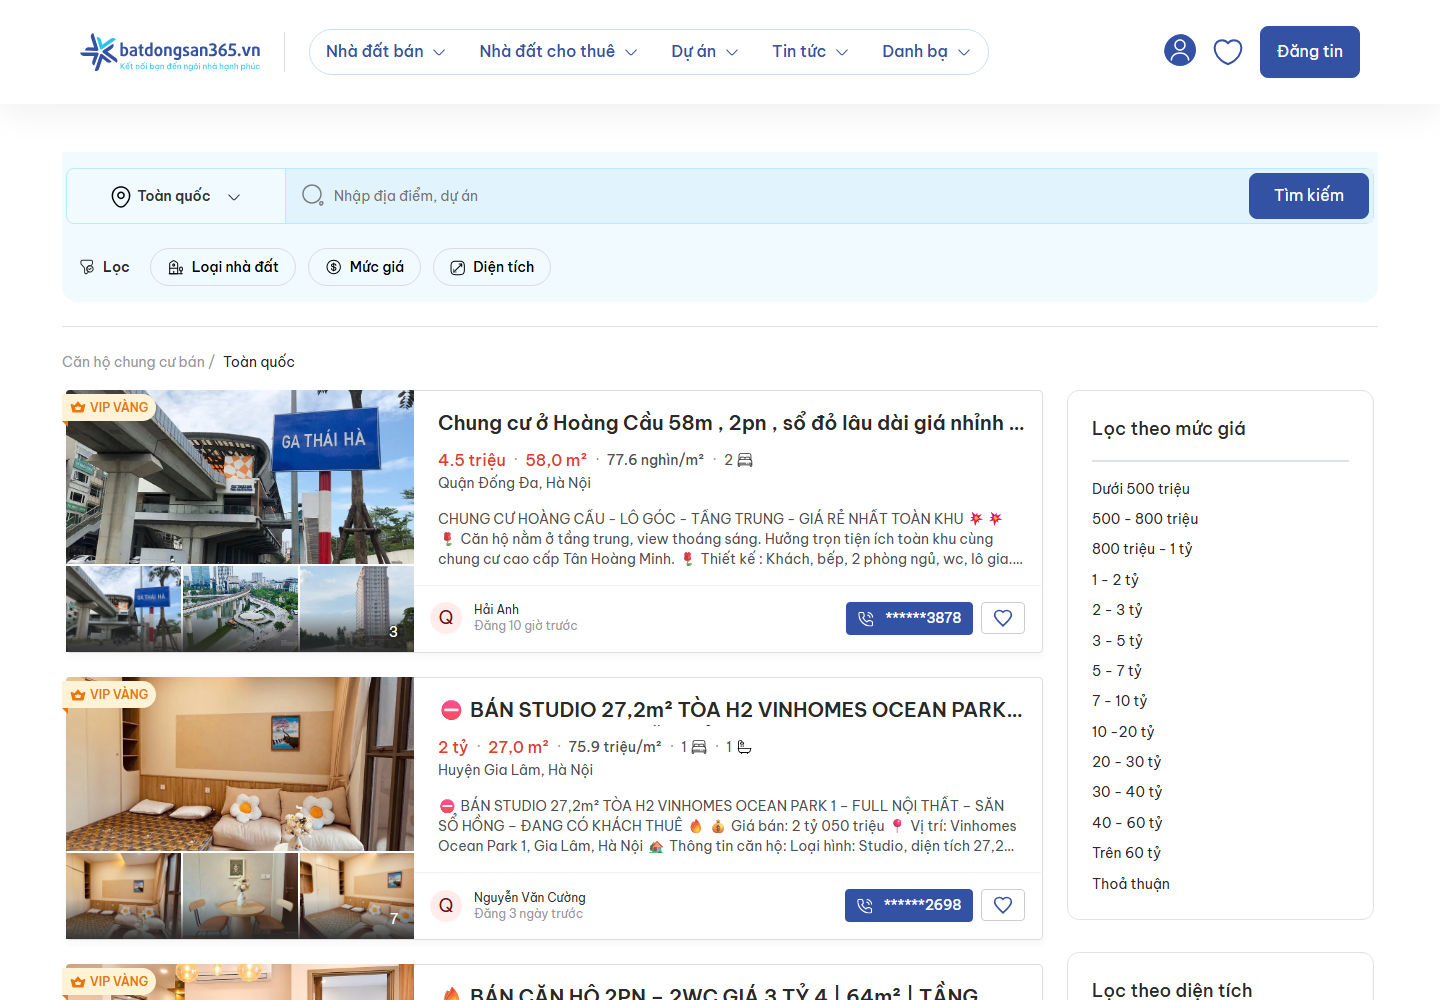 batdongsan365.vn
Kết nối bạn đến ngôi nhà hạnh phúc
Nhà đất bán
Nhà đất cho thuê
Dự án
Tin tức
Danh bạ
Đăng tin
Toàn quốc
Nhập địa điểm, dự án
Tìm kiếm
Lọc
Loại nhà đất
Mức giá
Diện tích
Căn hộ chung cư bán / Toàn quốc
VIP VÀNG
GA THÁI HÀ
3
Chung cư ở Hoàng Cầu 58m , 2pn , sổ đỏ lâu dài giá nhỉnh ...
4.5 triệu · 58,0 m² · 77.6 nghìn/m² · 2
Quận Đống Đa, Hà Nội
CHUNG CƯ HOÀNG CẦU - LÔ GÓC - TẦNG TRUNG - GIÁ RẺ NHẤT TOÀN KHU 💥 💥
🌷 Căn hộ nằm ở tầng trung, view thoáng sáng. Hưởng trọn tiện ích toàn khu cùng
chung cư cao cấp Tân Hoàng Minh. 🌷 Thiết kế : Khách, bếp, 2 phòng ngủ, wc, lô gia....
Q
Hải Anh
Đăng 10 giờ trước
******3878
VIP VÀNG
7
⛔ BÁN STUDIO 27,2m² TÒA H2 VINHOMES OCEAN PARK...
2 tỷ · 27,0 m² · 75.9 triệu/m² · 1 · 1
Huyện Gia Lâm, Hà Nội
⛔ BÁN STUDIO 27,2m² TÒA H2 VINHOMES OCEAN PARK 1 – FULL NỘI THẤT – SẴN
SỔ HỒNG – ĐANG CÓ KHÁCH THUÊ 🔥 💰 Giá bán: 2 tỷ 050 triệu 📍 Vị trí: Vinhomes
Ocean Park 1, Gia Lâm, Hà Nội 🏡 Thông tin căn hộ: Loại hình: Studio, diện tích 27,2...
Q
Nguyễn Văn Cường
Đăng 3 ngày trước
******2698
VIP VÀNG
🔥 BÁN CĂN HỘ 2PN – 2WC GIÁ 3 TỶ 4 | 64m² | TẦNG
Lọc theo mức giá
Dưới 500 triệu
500 - 800 triệu
800 triệu - 1 tỷ
1 - 2 tỷ
2 - 3 tỷ
3 - 5 tỷ
5 - 7 tỷ
7 - 10 tỷ
10 -20 tỷ
20 - 30 tỷ
30 - 40 tỷ
40 - 60 tỷ
Trên 60 tỷ
Thoả thuận
Lọc theo diện tích